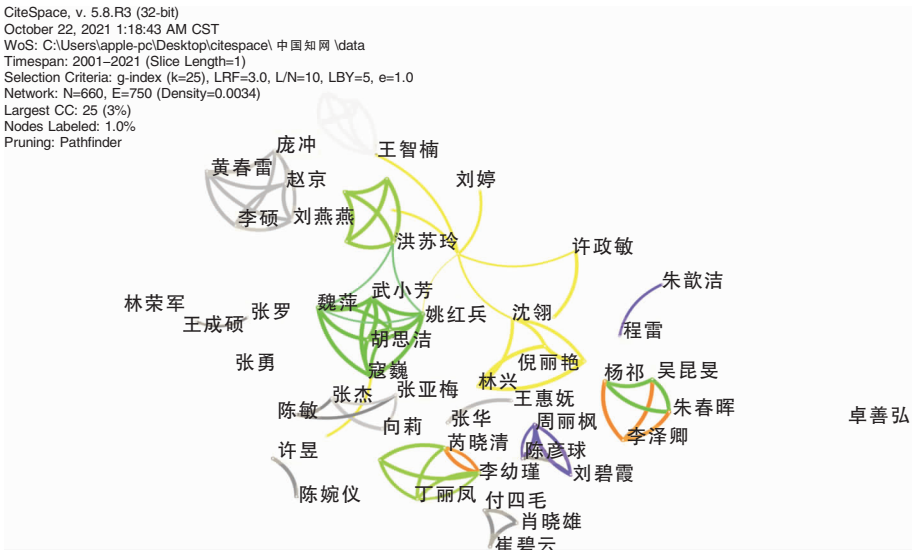 CiteSpace, v. 5.8.R3 (32-bit)
October 22, 2021 1:18:43 AM CST
WoS: C:\Users\apple-pc\Desktop\citespace\ 中国知网 \data
Timespan: 2001–2021 (Slice Length=1)
Selection Criteria: g-index (k=25), LRF=3.0, L/N=10, LBY=5, e=1.0
Network: N=660, E=750 (Density=0.0034)
Largest CC: 25 (3%)
Nodes Labeled: 1.0%
Pruning: Pathfinder
庞冲
王智楠
黄春雷
赵京
刘婷
李硕
刘燕燕
洪苏玲
许政敏
朱歆洁
武小芳
林荣军
魏萍
张罗
姚红兵
沈翎
王成硕
程雷
胡思洁
张勇
倪丽艳
寇巍
杨祁
吴昆旻
林兴
张杰
张亚梅
王惠妩
陈敏
朱春晖
卓善弘
张华
周丽枫
向莉
李泽卿
芮晓清
许昱
陈彦球
李幼瑾
刘碧霞
陈婉仪
丁丽凤
付四毛
肖晓雄
崔碧云